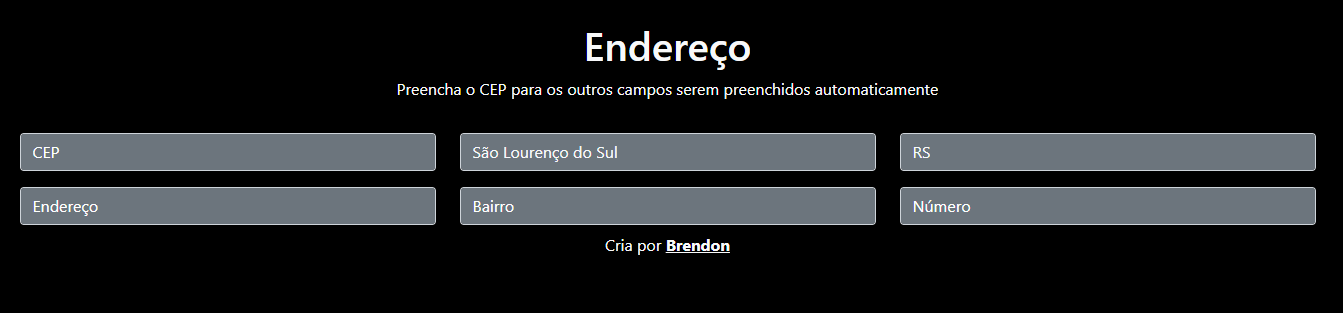 Endereço
Preencha o CEP para os outros campos serem preenchidos automaticamente
CEP
São Lourenço do Sul
RS
Endereço
Bairro
Número
Cria por Brendon